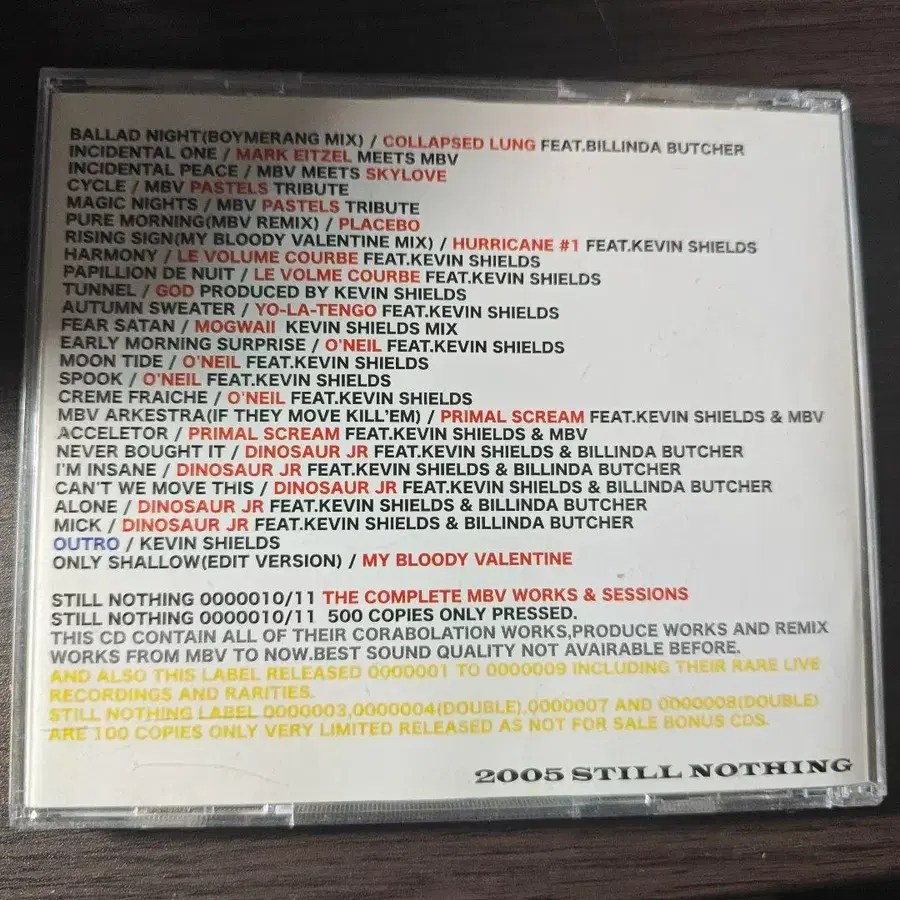 BALLAD NIGHT(BOYMERANG MIX) / COLLAPSED LUNG FEAT.BILLINDA BUTCHER
INCIDENTAL ONE / MARK EITZEL MEETS MBV
INCIDENTAL PEACE / MBV MEETS SKYLOVE
CYCLE / MBV PASTELS TRIBUTE
MAGIC NIGHTS / MBV PASTELS TRIBUTE
PURE MORNING(MBV REMIX) / PLACEBO
RISING SIGN(MY BLOODY VALENTINE MIX) / HURRICANE #1 FEAT.KEVIN SHIELDS
HARMONY / LE VOLUME COURBE FEAT.KEVIN SHIELDS
PAPILLION DE NUIT / LE VOLME COURBE FEAT.KEVIN SHIELDS
TUNNEL / GOD PRODUCED BY KEVIN SHIELDS
AUTUMN SWEATER / YO-LA-TENGO FEAT.KEVIN SHIELDS
FEAR SATAN / MOGWAII KEVIN SHIELDS MIX
EARLY MORNING SURPRISE / O'NEIL FEAT.KEVIN SHIELDS
MOON TIDE / O'NEIL FEAT.KEVIN SHIELDS
SPOOK / O'NEIL FEAT.KEVIN SHIELDS
CREME FRAICHE / O'NEIL FEAT.KEVIN SHIELDS
MBV ARKESTRA(IF THEY MOVE KILL'EM) / PRIMAL SCREAM FEAT.KEVIN SHIELDS & MBV
ACCELETOR / PRIMAL SCREAM FEAT.KEVIN SHIELDS & MBV
NEVER BOUGHT IT / DINOSAUR JR FEAT.KEVIN SHIELDS & BILLINDA BUTCHER
I'M INSANE / DINOSAUR JR FEAT.KEVIN SHIELDS & BILLINDA BUTCHER
CAN'T WE MOVE THIS / DINOSAUR JR FEAT.KEVIN SHIELDS & BILLINDA BUTCHER
ALONE / DINOSAUR JR FEAT.KEVIN SHIELDS & BILLINDA BUTCHER
MICK / DINOSAUR JR FEAT.KEVIN SHIELDS & BILLINDA BUTCHER
OUTRO / KEVIN SHIELDS
ONLY SHALLOW(EDIT VERSION) / MY BLOODY VALENTINE
STILL NOTHING 0000010/11 THE COMPLETE MBV WORKS & SESSIONS
STILL NOTHING 0000010/11 500 COPIES ONLY PRESSED.
THIS CD CONTAIN ALL OF THEIR CORABOLATION WORKS,PRODUCE WORKS AND REMIX
WORKS FROM MBV TO NOW.BEST SOUND QUALITY NOT AVAIRABLE BEFORE.
AND ALSO THIS LABEL RELEASED 0000001 TO 0000009 INCLUDING THEIR RARE LIVE
RECORDINGS AND RARITIES.
STILL NOTHING LABEL 0000003,0000004(DOUBLE),0000007 AND 0000008(DOUBLE)
ARE 100 COPIES ONLY VERY LIMITED RELEASED AS NOT FOR SALE BONUS CDS.
2005 STILL NOTHING